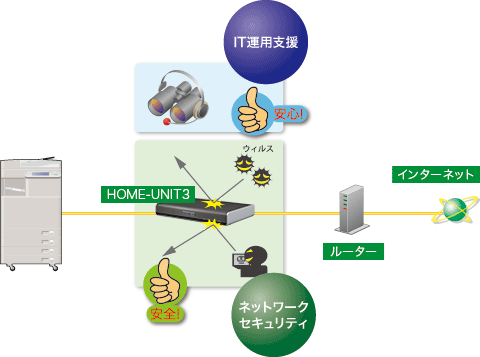 IT運用支援
安心!
ウィルス
HOME-UNIT3
インターネット
ルーター
安全!
ネットワーク
セキュリティ